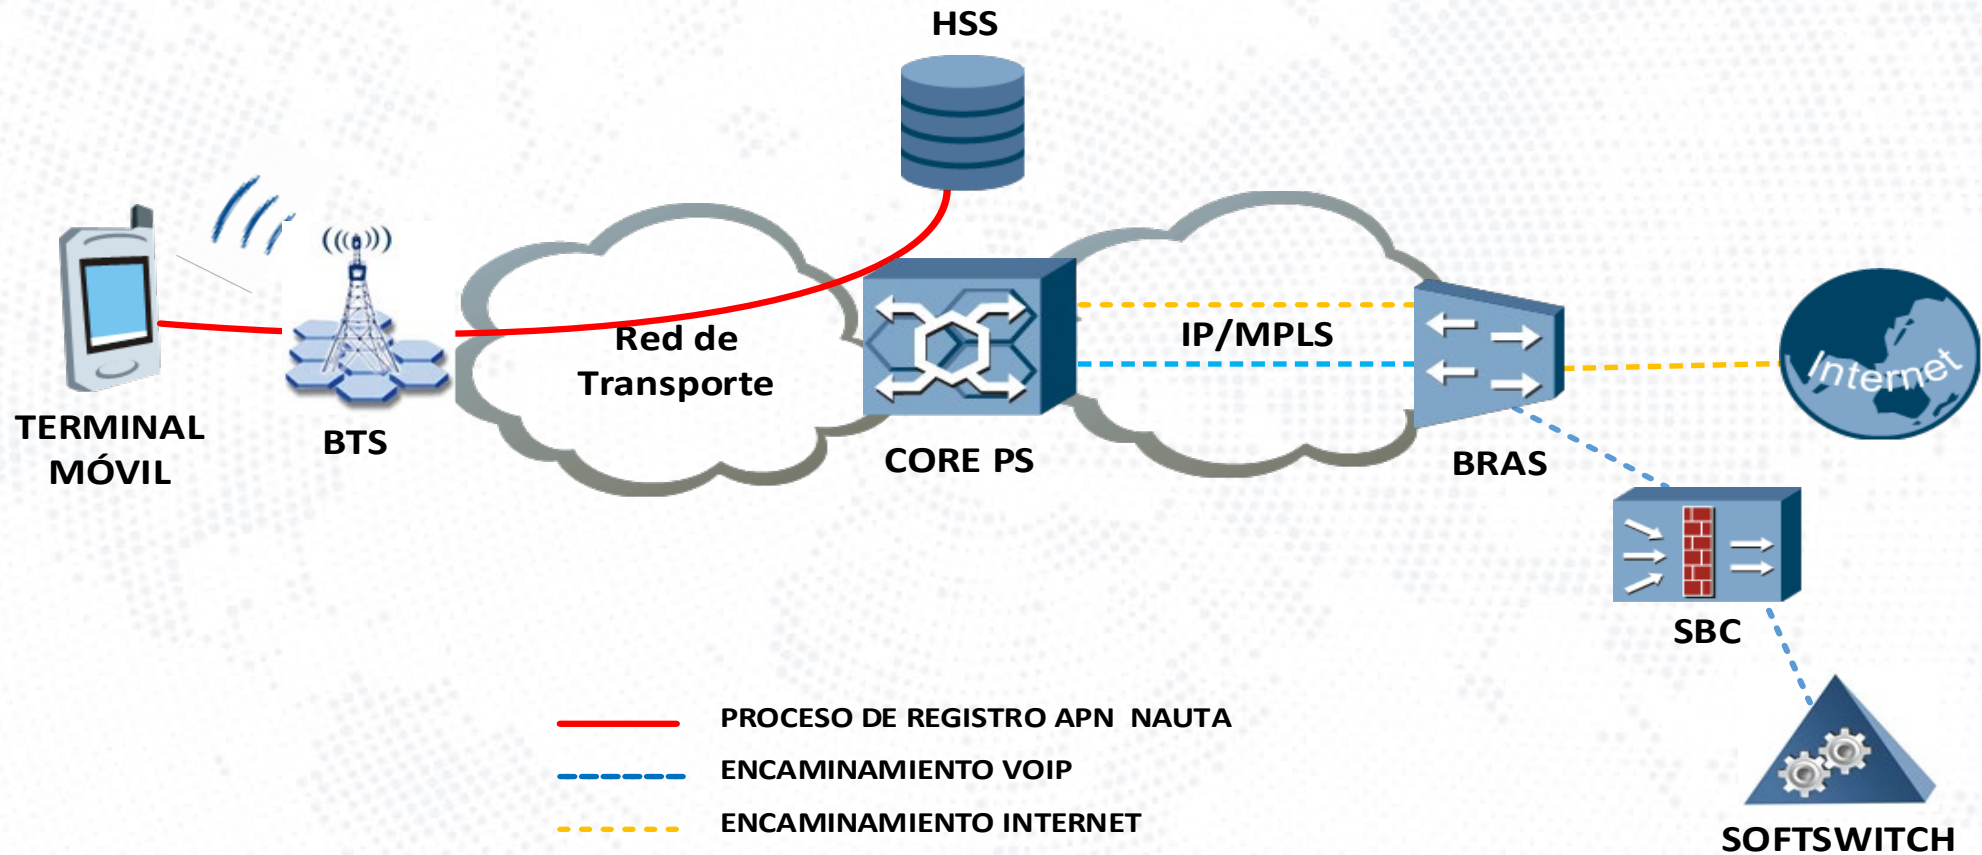 HSS
Red de
Transporte
IP/MPLS
Internet
TERMINAL
MÓVIL
BTS
CORE PS
BRAS
SBC
PROCESO DE REGISTRO APN NAUTA
ENCAMINAMIENTO VOIP
ENCAMINAMIENTO INTERNET
SOFTSWITCH